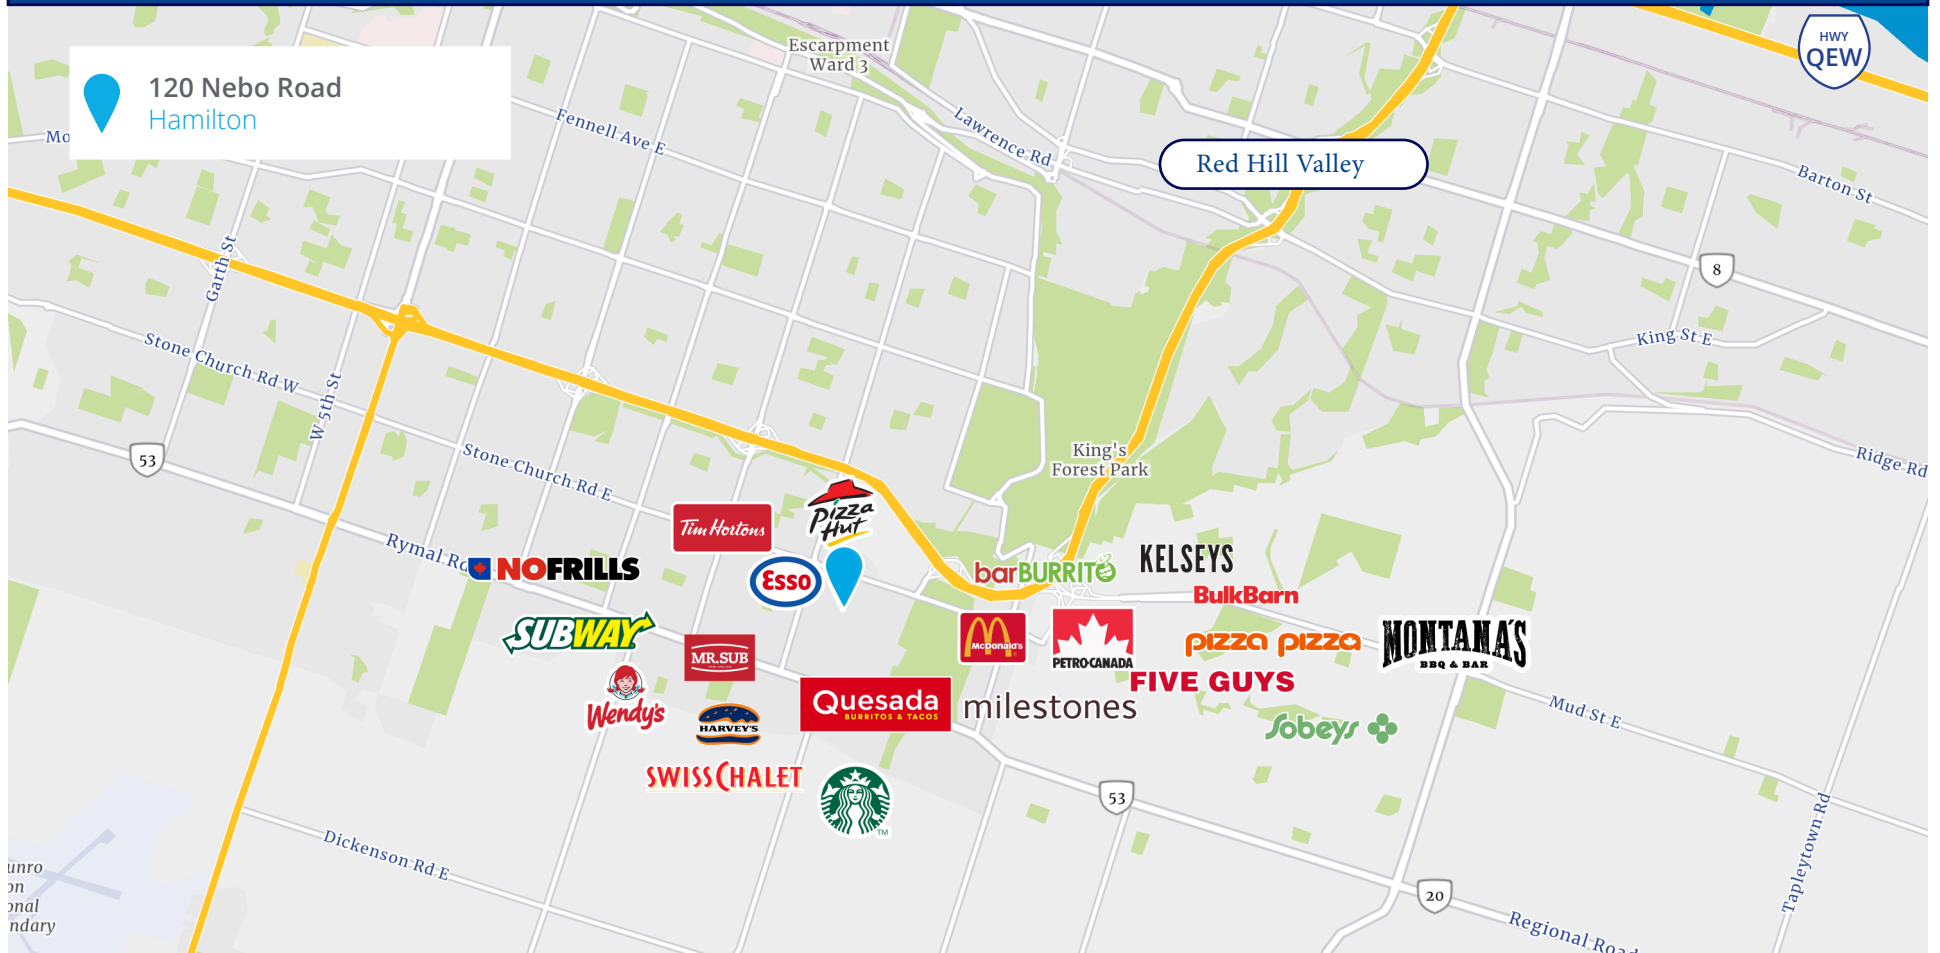 120 Nebo Road
Hamilton
Escarpment
Ward 3
HWY
QEW
Mo
Fennell Ave E
Lawrence Rd
Red Hill Valley
Barton St
Garth St
8
Stone Church Rd W
King St E
W 5th St
53
Stone Church Rd E
King's
Forest Park
Ridge Rd
Tim Hortons
Pizza
Hut
Rymal Rd
NOFRILLS
Esso
barBURRITO
KELSEYS
BulkBarn
SUBWAY
MR.SUB
McDonald's
PETRO-CANADA
pizza pizza
MONTANA'S
BBQ & BAR
Wendy's
HARVEY'S
Quesada
BURRITOS & TACOS
milestones
FIVE GUYS
Sobeys
Mud St E
SWISS CHALET
TM
53
Dickenson Rd E
Tapleytown Rd
unro
on
onal
ndary
20
Regional Road